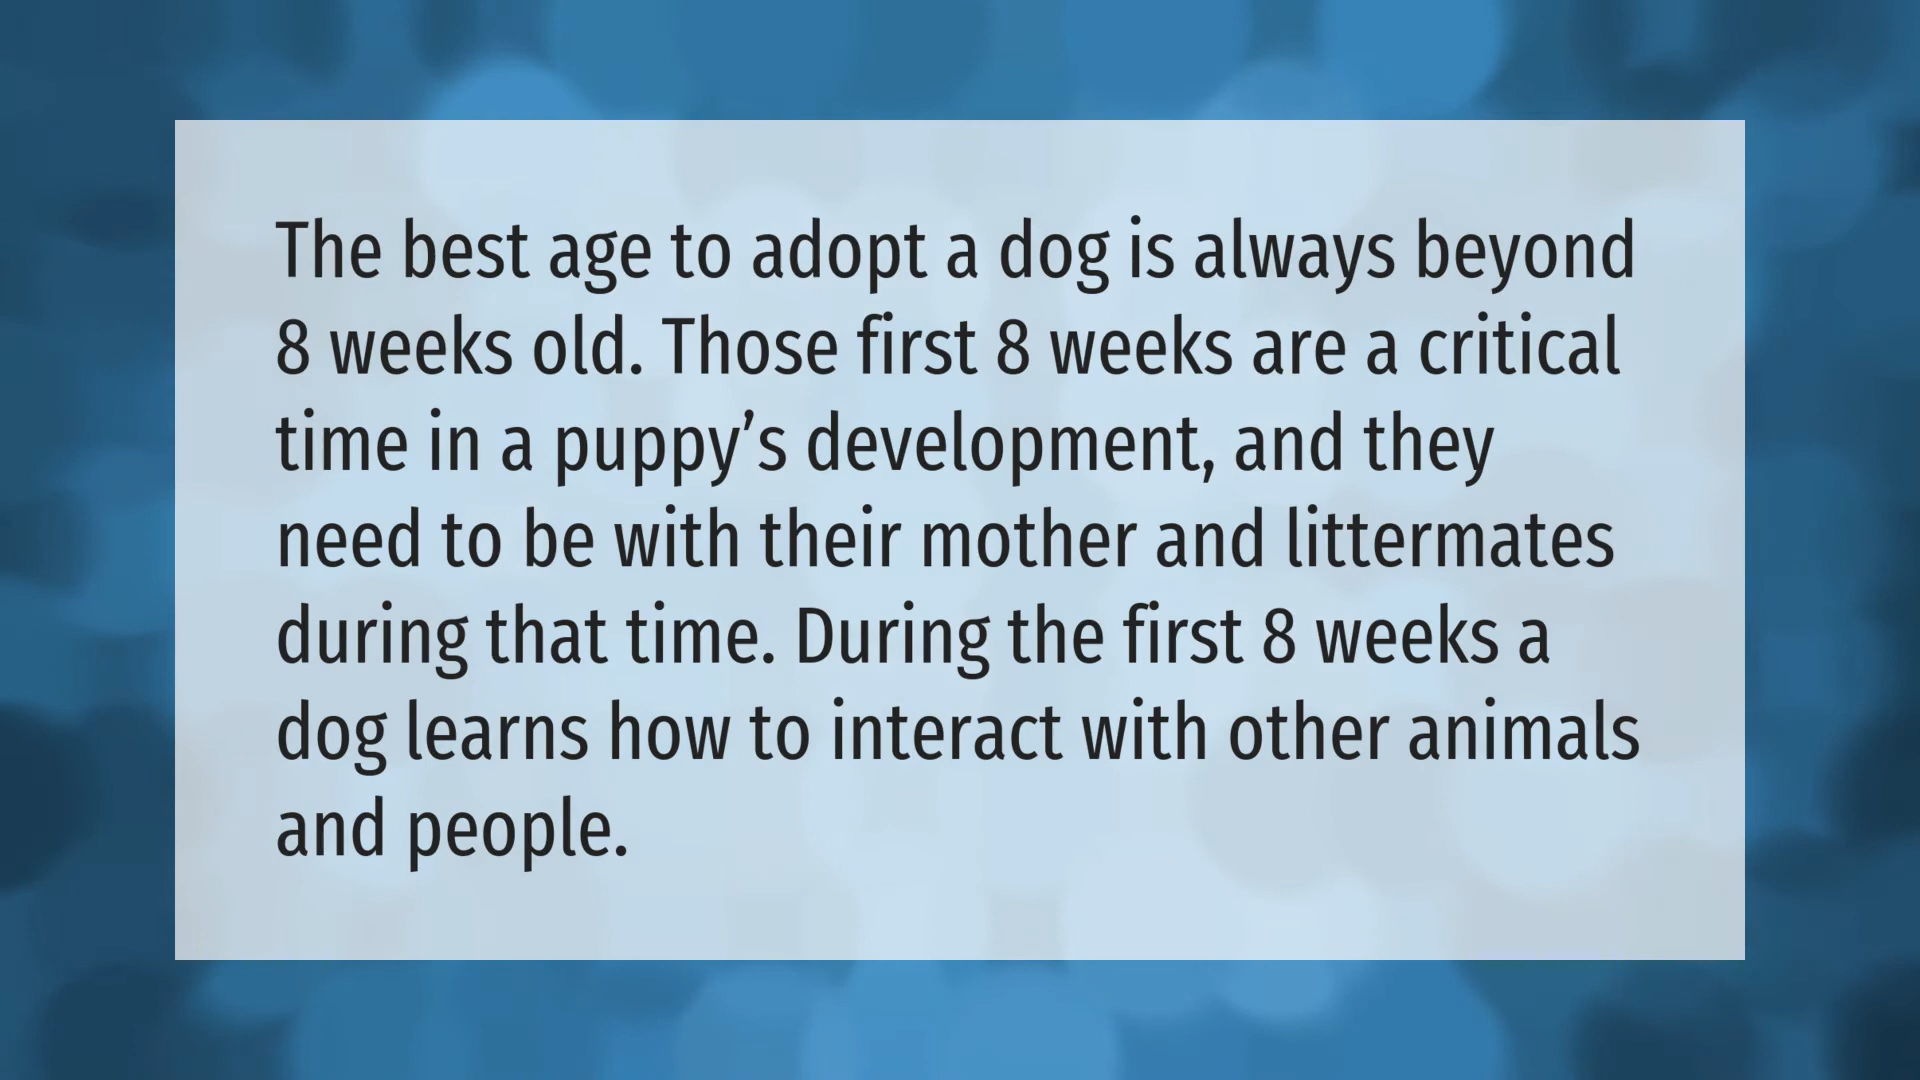 The best age to adopt a dog is always beyond
8 weeks old. Those first 8 weeks are a critical
time in a puppy’s development, and they
need to be with their mother and littermates
during that time. During the first 8 weeks a
dog learns how to interact with other animals
and people.